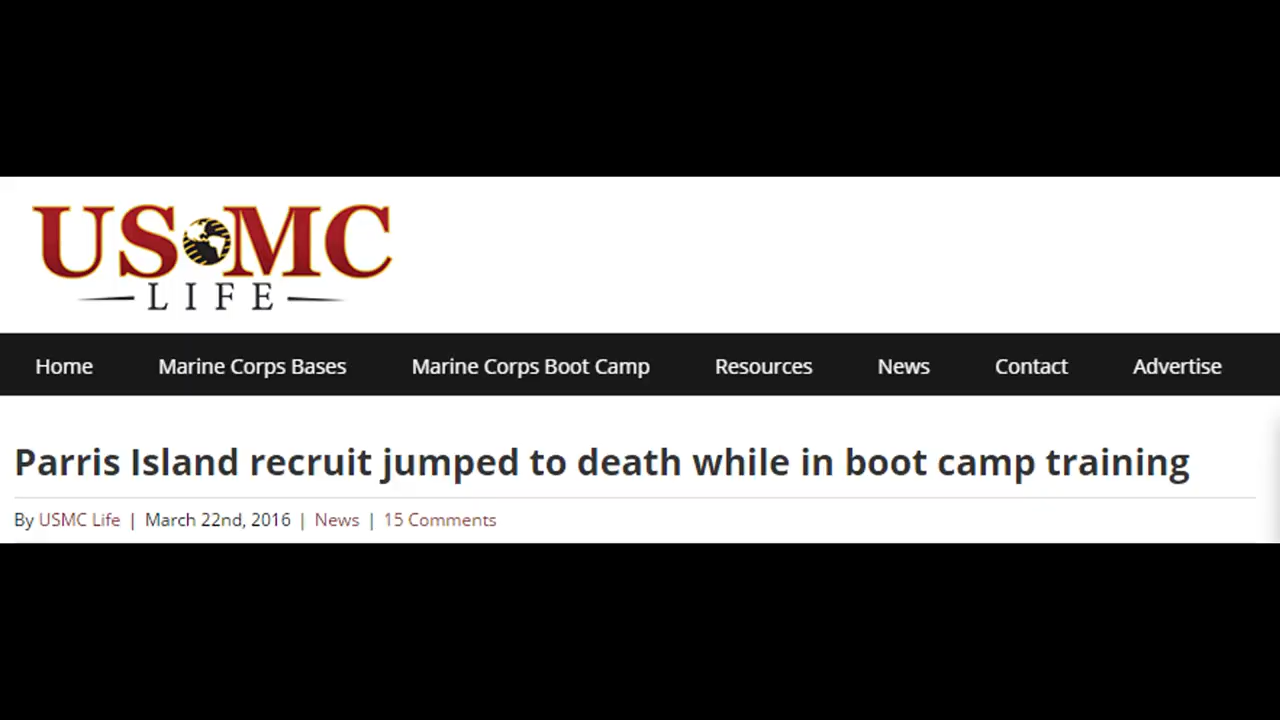 USMC
LIFE
Home Marine Corps Bases Marine Corps Boot Camp Resources News Contact Advertise
Parris Island recruit jumped to death while in boot camp training
By USMC Life | March 22nd, 2016 | News | 15 Comments